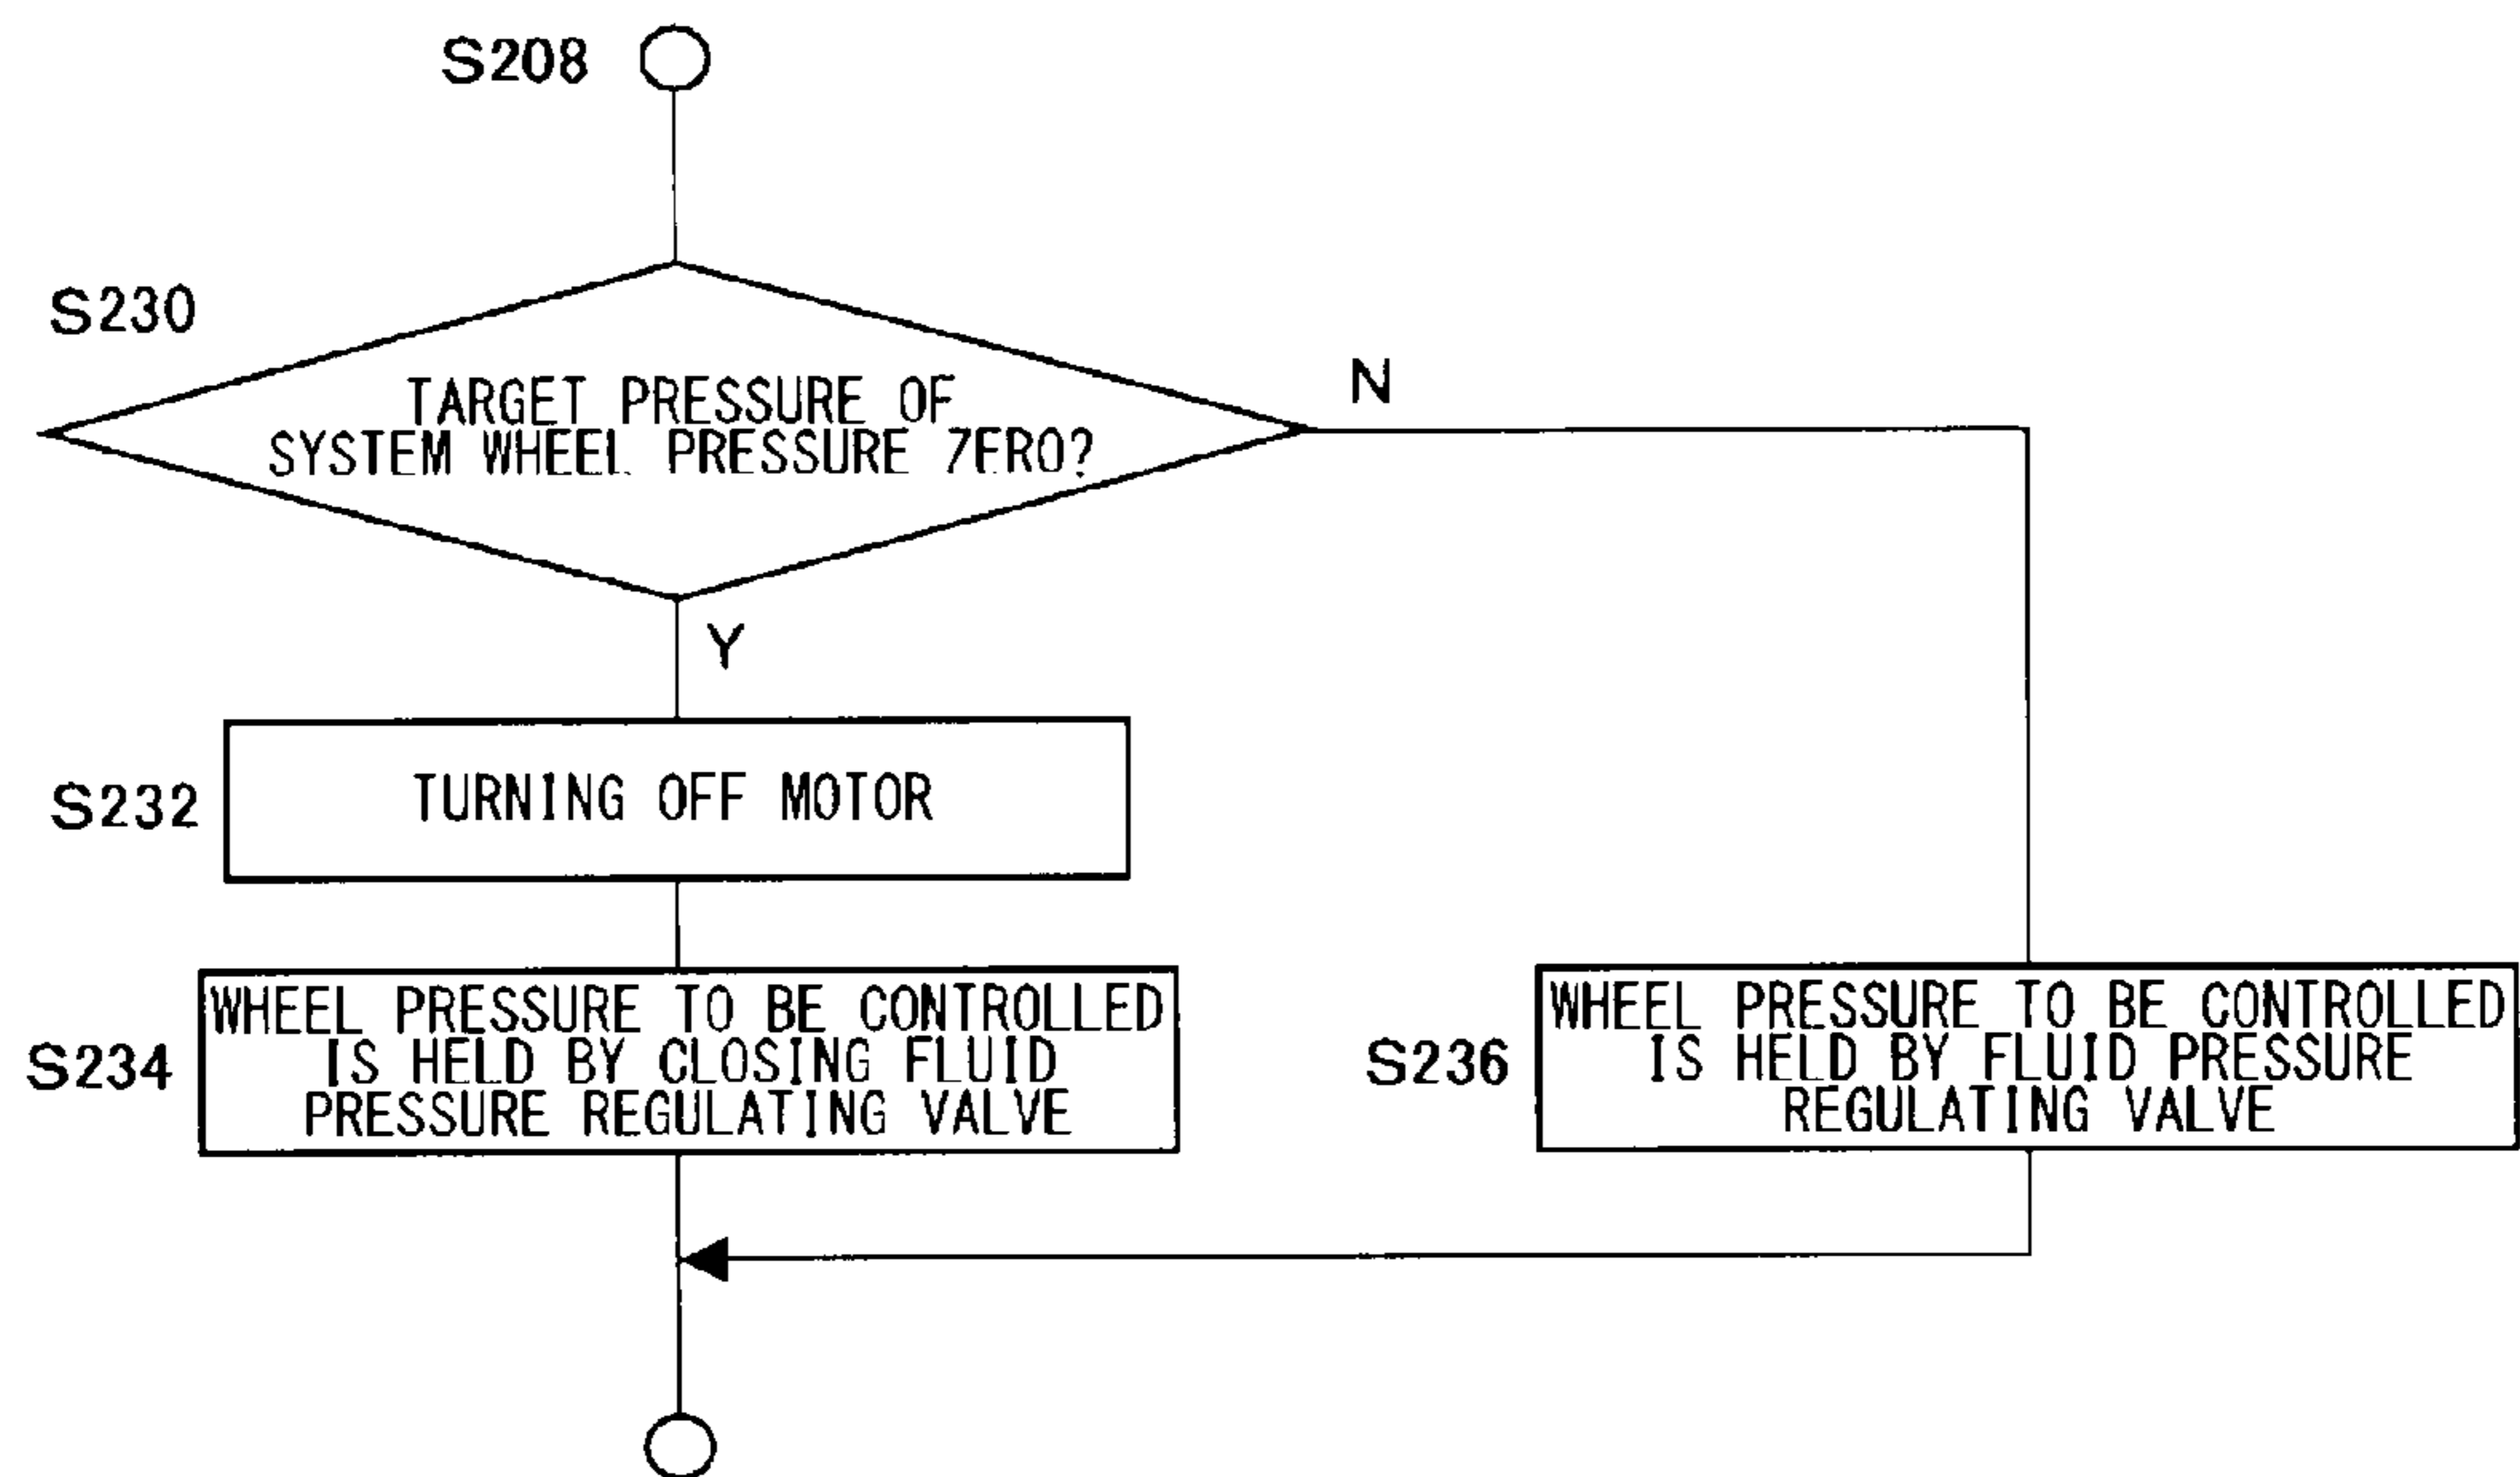 S208
S230
TARGET PRESSURE OF
SYSTEM WHEEL PRESSURE ZERO?
N
Y
S232
TURNING OFF MOTOR
S234
WHEEL PRESSURE TO BE CONTROLLED
IS HELD BY CLOSING FLUID
PRESSURE REGULATING VALVE
S236
WHEEL PRESSURE TO BE CONTROLLED
IS HELD BY FLUID PRESSURE
REGULATING VALVE